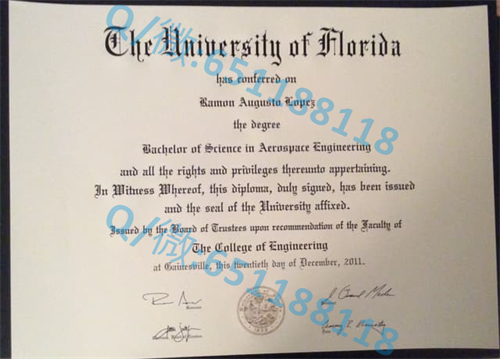 The University of Florida
has conferred on
Ramon Augusto Lopez
the degree
Bachelor of Science in Aerospace Engineering
and all the rights and privileges thereunto appertaining.
In Witness Whereof, this diploma, duly signed, has been issued
and the seal of the University affixed.
Issued by the Board of Trustees upon recommendation of the Faculty of
The College of Engineering
at Gainesville, this twentieth day of December, 2011.
Q/微:651188118
Q/微:651188118